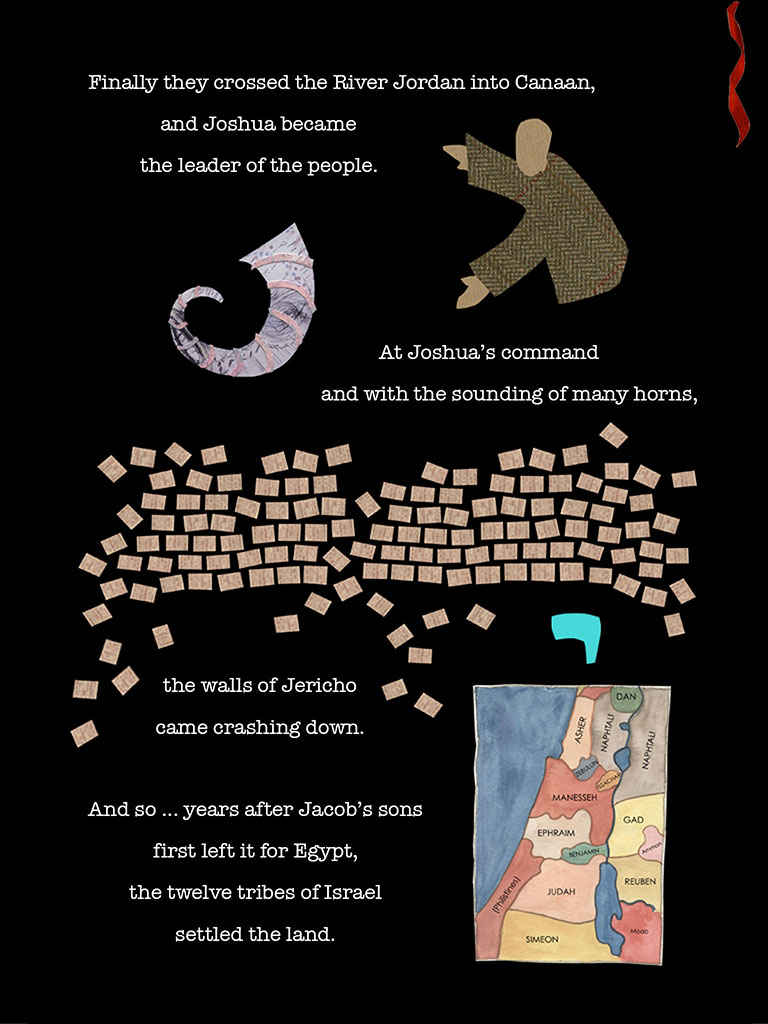 Finally they crossed the River Jordan into Canaan,
and Joshua became
the leader of the people.
At Joshua's command
and with the sounding of many horns,
the walls of Jericho
came crashing down.
And so ... years after Jacob's sons
first left it for Egypt,
the twelve tribes of Israel
settled the land.
DAN
ASHER
NAPHTALI
NAPHTALI
ZEBULUN
ISSACHAR
MANESSEH
GAD
EPHRAIM
BENJAMIN
Ammon
REUBEN
(Philistines)
JUDAH
Moab
SIMEON